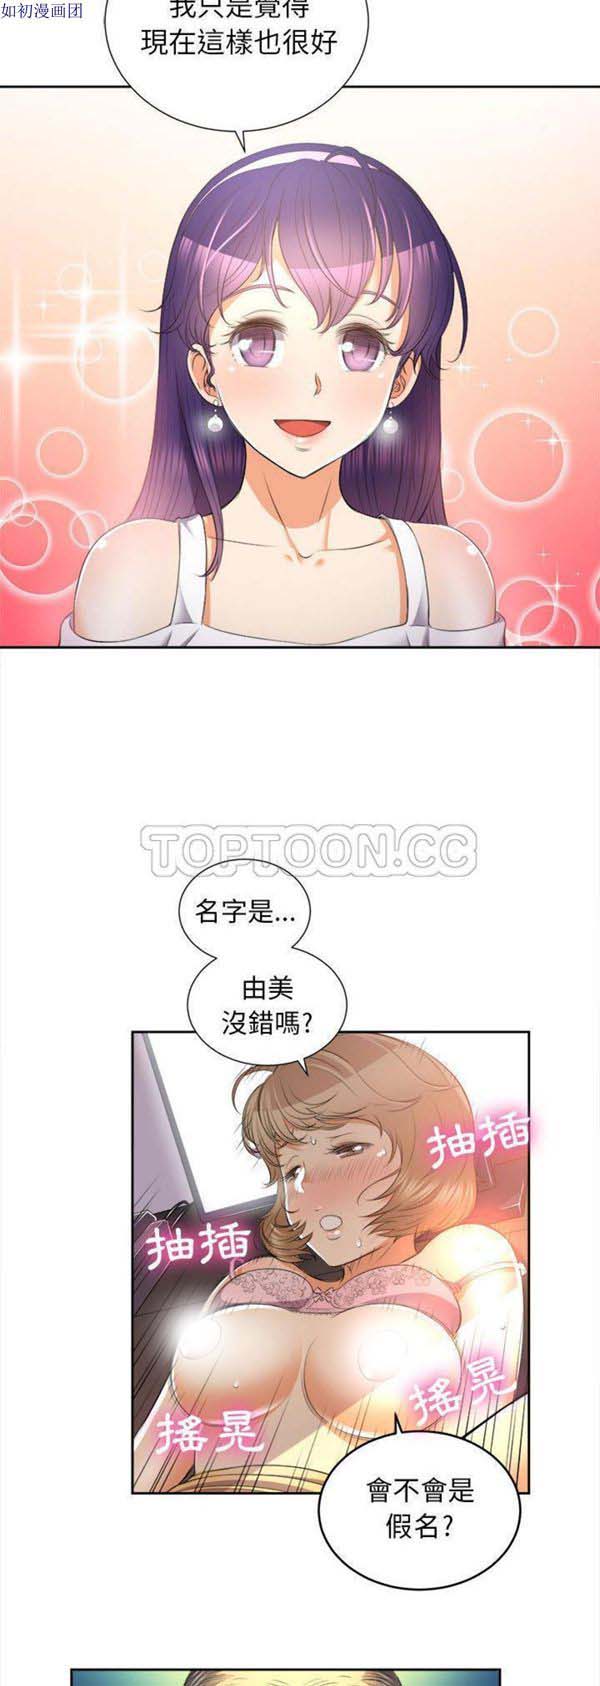 如初漫画团
我只是覺得
現在這樣也很好
TOPTOON.CC
名字是...
由美
沒錯嗎?
抽插
抽插
搖晃
搖晃
會不會是
假名?